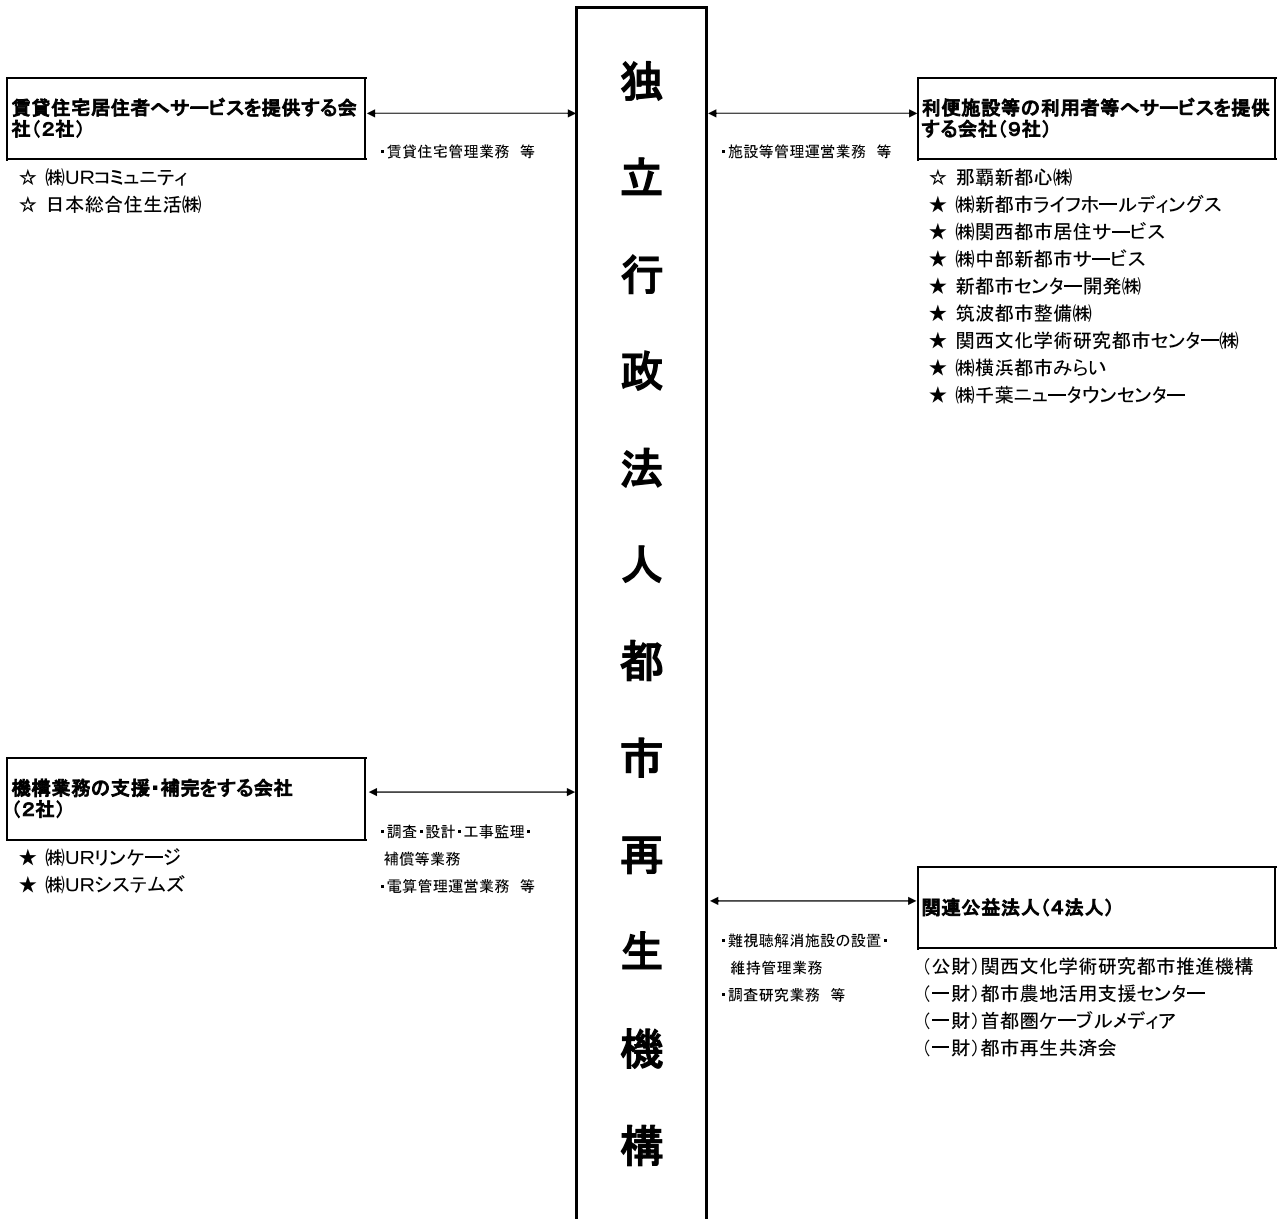 独立行政法人都市再生機構
賃貸住宅居住者へサービスを提供する会
社（２社）
・賃貸住宅管理業務　等
☆ ㈱URコミュニティ
☆ 日本総合住生活㈱
利便施設等の利用者等へサービスを提供
する会社（９社）
・施設等管理運営業務　等
☆ 那覇新都心㈱
★ ㈱新都市ライフホールディングス
★ ㈱関西都市居住サービス
★ ㈱中部新都市サービス
★ 新都市センター開発㈱
★ 筑波都市整備㈱
★ 関西文化学術研究都市センター㈱
★ ㈱横浜都市みらい
★ ㈱千葉ニュータウンセンター
機構業務の支援・補完をする会社
（２社）
・調査・設計・工事監理・
補償等業務
・電算管理運営業務　等
★ ㈱URリンケージ
★ ㈱URシステムズ
関連公益法人（４法人）
・難視聴解消施設の設置・
維持管理業務
・調査研究業務　等
（公財）関西文化学術研究都市推進機構
（一財）都市農地活用支援センター
（一財）首都圏ケーブルメディア
（一財）都市再生共済会